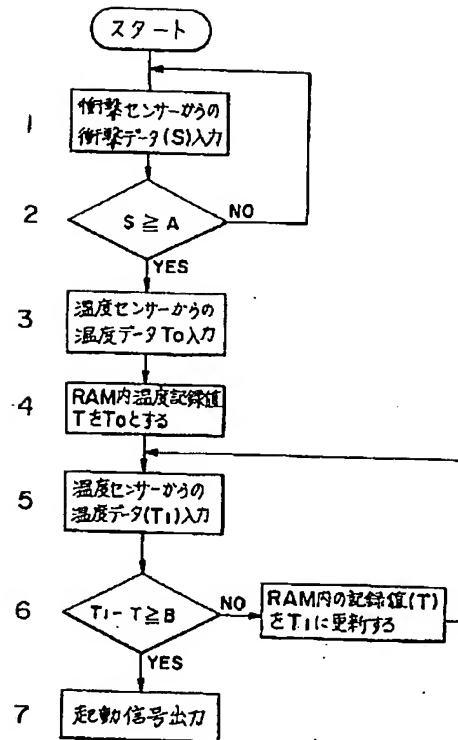 スタート
1
衝撃センサーからの
衝撃データ(S)入力
2
S ≧ A
NO
YES
3
温度センサーからの
温度データTo入力
4
RAM内温度記録値
TをToとする
5
温度センサーからの
温度データ(T1)入力
6
T1-T≧B
NO
RAM内の記録値(T)
をT1に更新する
YES
7
起動信号出力